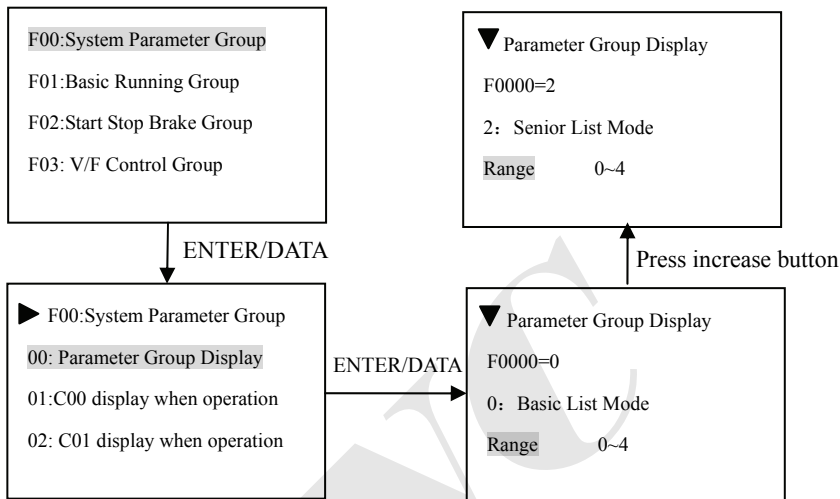 F00:System Parameter Group
F01:Basic Running Group
F02:Start Stop Brake Group
F03: V/F Control Group
ENTER/DATA
▶ F00:System Parameter Group
00: Parameter Group Display
01:C00 display when operation
02: C01 display when operation
ENTER/DATA
▼ Parameter Group Display
F0000=0
0：Basic List Mode
Range 0~4
Press increase button
▼ Parameter Group Display
F0000=2
2：Senior List Mode
Range 0~4